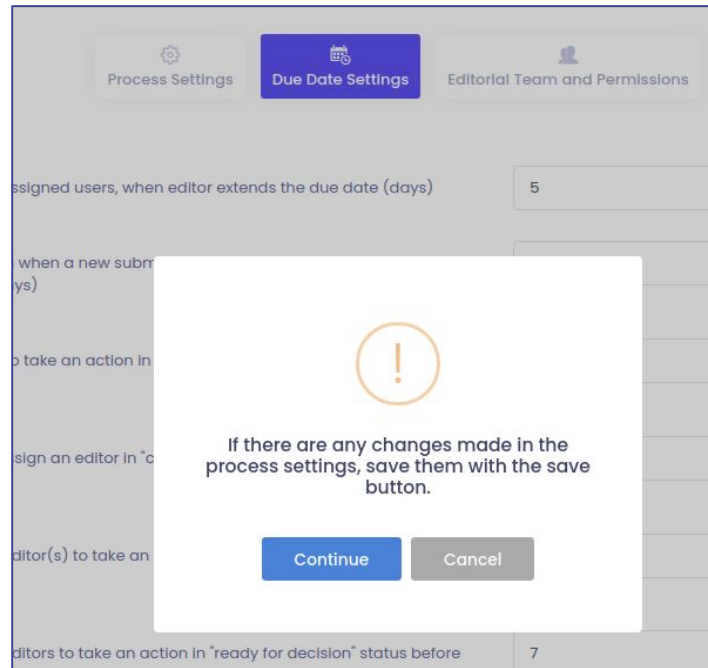 Process Settings
Due Date Settings
Editorial Team and Permissions
assigned users, when editor extends the due date (days)
5
when a new subm
ys)
to take an action in
sign an editor in "c
If there are any changes made in the
process settings, save them with the save
button.
ditor(s) to take an
Continue
Cancel
ditors to take an action in "ready for decision" status before
7